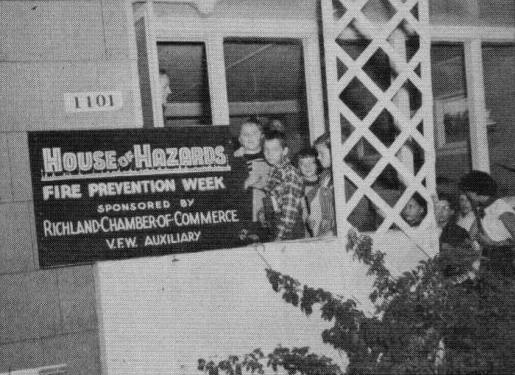 1101
HOUSE OF HAZARDS
FIRE PREVENTION WEEK
SPONSORED BY
RICHLAND-CHAMBER-OF-COMMERCE
V.F.W. AUXILIARY